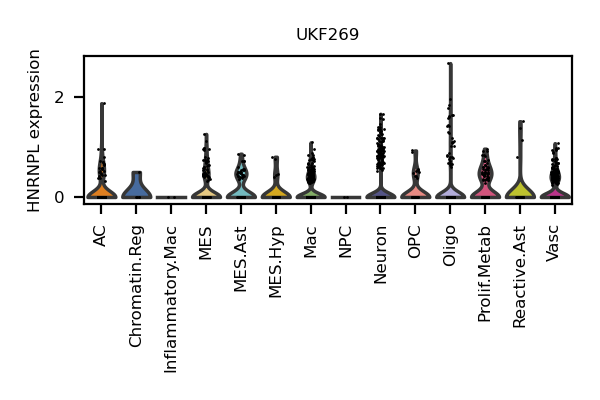 UKF269
HNRNPL expression
2
0
AC
Chromatin.Reg
Inflammatory.Mac
MES
MES.Ast
MES.Hyp
Mac
NPC
Neuron
OPC
Oligo
Prolif.Metab
Reactive.Ast
Vasc